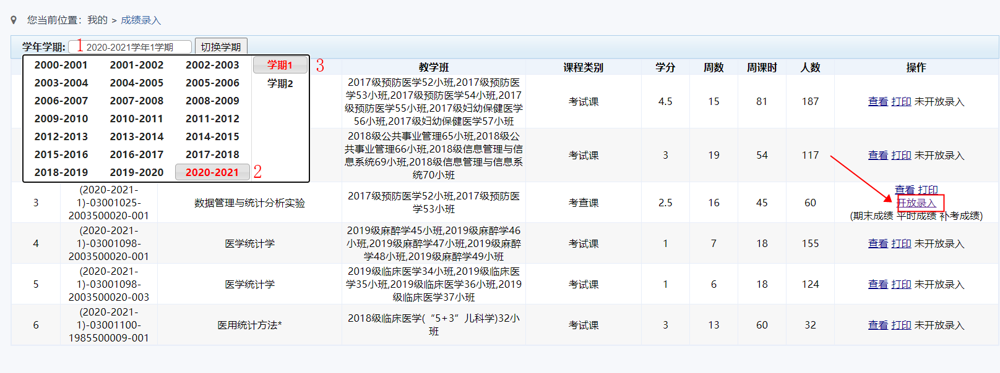 您当前位置：我的 > 成绩录入
学年学期: 1 2020-2021学年1学期 切换学期
2000-2001 2001-2002 2002-2003 学期1 3
2003-2004 2004-2005 2005-2006 学期2
2006-2007 2007-2008 2008-2009
2009-2010 2010-2011 2011-2012
2012-2013 2013-2014 2014-2015
2015-2016 2016-2017 2017-2018
2018-2019 2019-2020 2020-2021 2
教学班 课程类别 学分 周数 周课时 人数 操作
2017级预防医学52小班,2017级预防医
学53小班,2017级预防医学54小班,2017
级预防医学55小班,2017级妇幼保健医学
56小班,2017级妇幼保健医学57小班
考试课 4.5 15 81 187 查看 打印 未开放录入
2018级公共事业管理65小班,2018级公
共事业管理66小班,2018级信息管理与信
息系统69小班,2018级信息管理与信息系
统70小班
考试课 3 19 54 117 查看 打印 未开放录入
3
(2020-2021-
1)-03001025-
2003500020-001
数据管理与统计分析实验
2017级预防医学52小班,2017级预防医
学53小班
考查课 2.5 16 45 60
查看 打印
开放录入
(期末成绩 平时成绩 补考成绩)
4
(2020-2021-
1)-03001098-
2003500020-001
医学统计学
2019级麻醉学45小班,2019级麻醉学46
小班,2019级麻醉学47小班,2019级麻醉
学48小班,2019级麻醉学49小班
考试课 1 7 18 155 查看 打印 未开放录入
5
(2020-2021-
1)-03001098-
2003500020-003
医学统计学
2019级临床医学34小班,2019级临床医
学35小班,2019级临床医学36小班,2019
级临床医学37小班
考试课 1 6 18 124 查看 打印 未开放录入
6
(2020-2021-
1)-03001100-
1985500009-001
医用统计方法*
2018级临床医学(“5+3”儿科学)32小
班
考试课 3 13 60 32 查看 打印 未开放录入